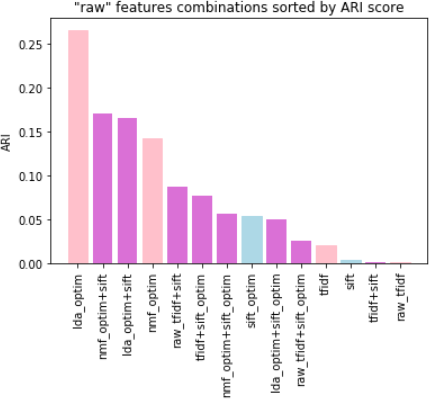 "raw" features combinations sorted by ARI score
ARI
0.25
0.20
0.15
0.10
0.05
0.00
lda_optim
nmf_optim+sift
lda_optim+sift
nmf_optim
raw_tfidf+sift
tfidf+sift_optim
nmf_optim+sift_optim
sift_optim
lda_optim+sift_optim
raw_tfidf+sift_optim
tfidf
sift
tfidf+sift
raw_tfidf